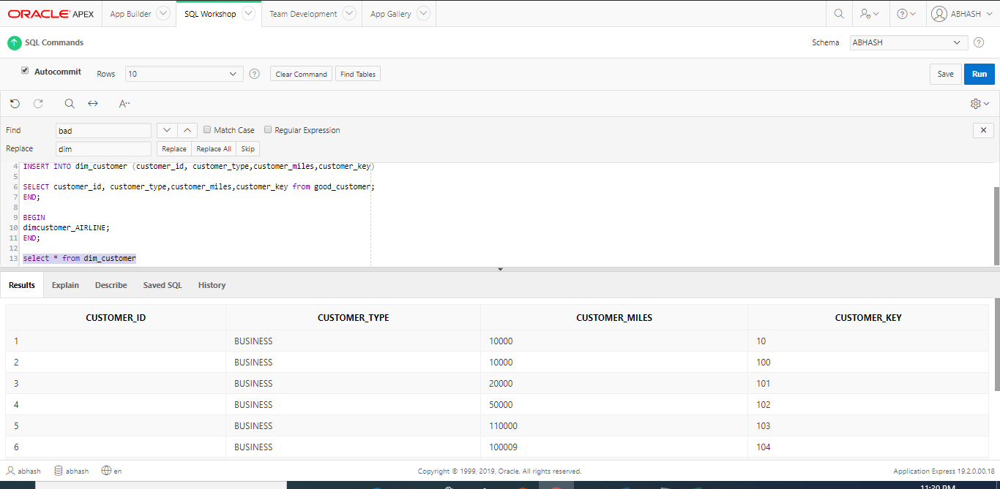 ORACLE APEX App Builder SQL Workshop Team Development App Gallery ABHASH
SQL Commands Schema ABHASH
Autocommit Rows 10 Clear Command Find Tables Save Run
A··
Find bad Match Case Regular Expression
Replace dim Replace Replace All Skip
4 INSERT INTO dim_customer (customer_id, customer_type,customer_miles,customer_key)
5
6 SELECT customer_id, customer_type,customer_miles,customer_key from good_customer;
7 END;
8
9 BEGIN
10 dimcustomer_AIRLINE;
11 END;
12
13 select * from dim_customer
Results Explain Describe Saved SQL History
CUSTOMER_ID CUSTOMER_TYPE CUSTOMER_MILES CUSTOMER_KEY
1 BUSINESS 10000 10
2 BUSINESS 10000 100
3 BUSINESS 20000 101
4 BUSINESS 50000 102
5 BUSINESS 110000 103
6 BUSINESS 100009 104
abhash abhash en Copyright © 1999, 2019, Oracle. All rights reserved. Application Express 19.2.0.00.18
11:30 PM